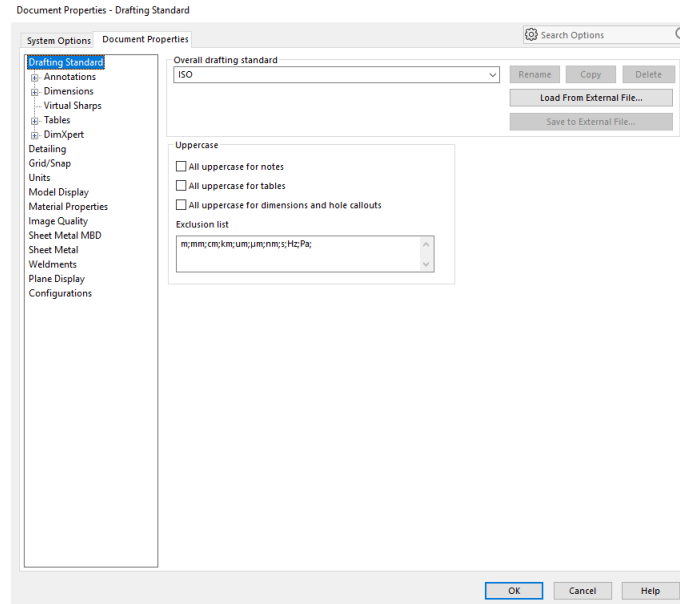 Document Properties - Drafting Standard
System Options
Document Properties
Search Options
Drafting Standard
Annotations
Dimensions
Virtual Sharps
Tables
DimXpert
Detailing
Grid/Snap
Units
Model Display
Material Properties
Image Quality
Sheet Metal MBD
Sheet Metal
Weldments
Plane Display
Configurations
Overall drafting standard
ISO
Rename
Copy
Delete
Load From External File...
Save to External File...
Uppercase
All uppercase for notes
All uppercase for tables
All uppercase for dimensions and hole callouts
Exclusion list
m;mm;cm;km;um;µm;nm;s;Hz;Pa;
OK
Cancel
Help